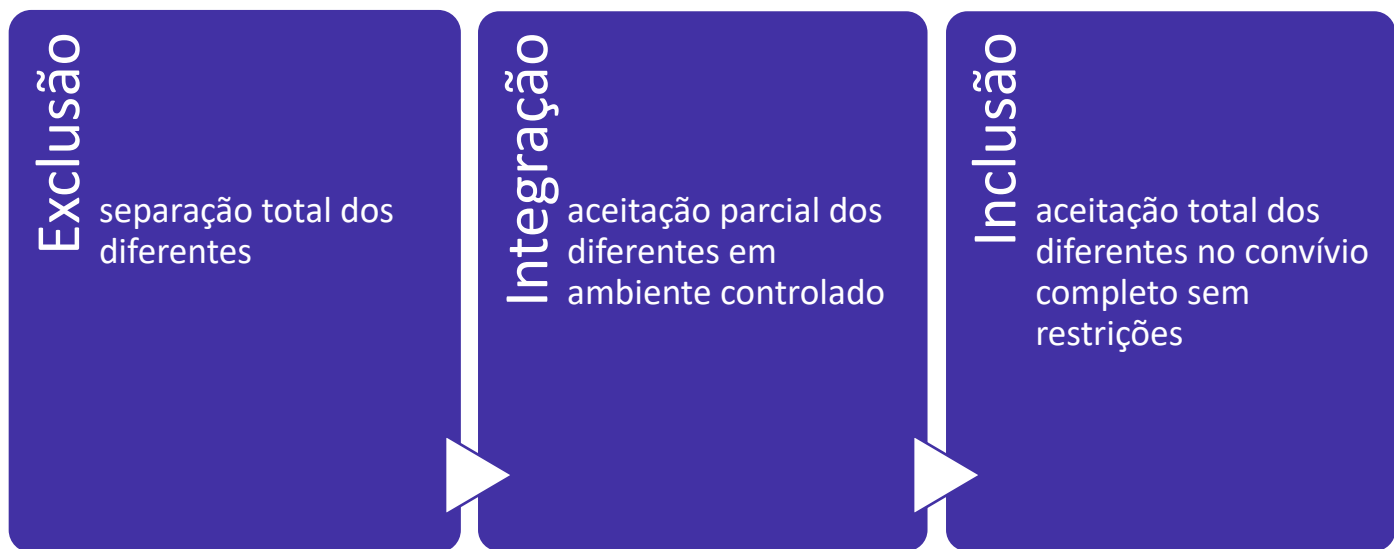 Exclusão
separação total dos
diferentes
Integração
aceitação parcial dos
diferentes em
ambiente controlado
Inclusão
aceitação total dos
diferentes no convívio
completo sem
restrições